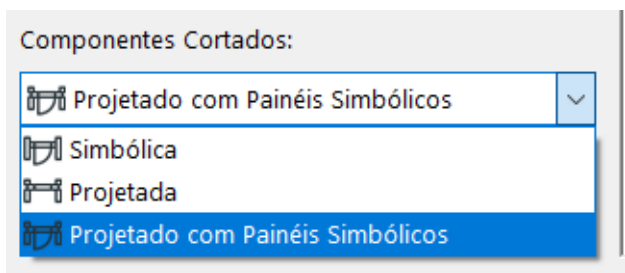 Componentes Cortados:
Projetado com Painéis Simbólicos
Simbólica
Projetada
Projetado com Painéis Simbólicos